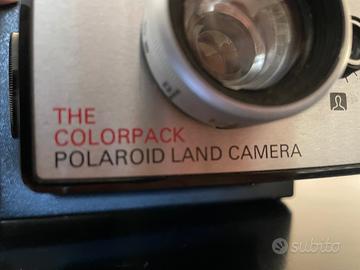 THE
COLORPACK
POLAROID LAND CAMERA
subito